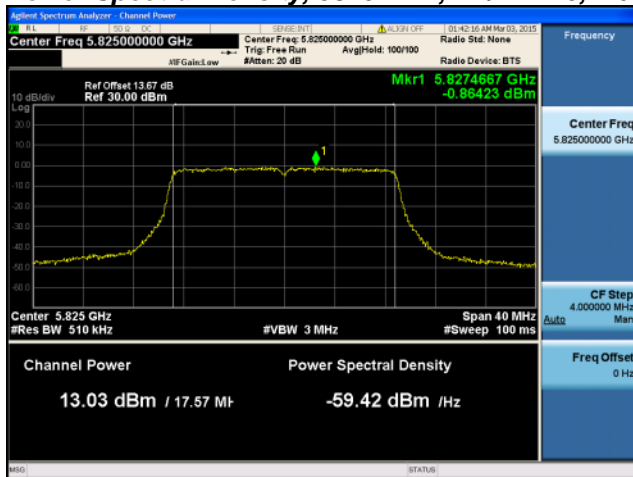 Agilent Spectrum Analyzer - Channel Power
RL RF 50 Ω DC SENSE:INT ALIGN OFF 01:42:16 AM Mar 03, 2015
Center Freq 5.825000000 GHz
Center Freq: 5.825000000 GHz
Radio Std: None
Trig: Free Run Avg|Hold: 100/100
#IFGain:Low #Atten: 20 dB Radio Device: BTS
Frequency
Ref Offset 13.67 dB
Mkr1 5.8274667 GHz
10 dB/div Ref 30.00 dBm -0.86423 dBm
Log
20.0
10.0
0.00
-10.0
-20.0
-30.0
-40.0
-50.0
-60.0
1
Center 5.825 GHz Span 40 MHz
#Res BW 510 kHz #VBW 3 MHz #Sweep 100 ms
Center Freq
5.825000000 GHz
CF Step
4.000000 MHz
Auto Man
Freq Offset
0 Hz
Channel Power Power Spectral Density
13.03 dBm / 17.57 MH -59.42 dBm /Hz
MSG STATUS